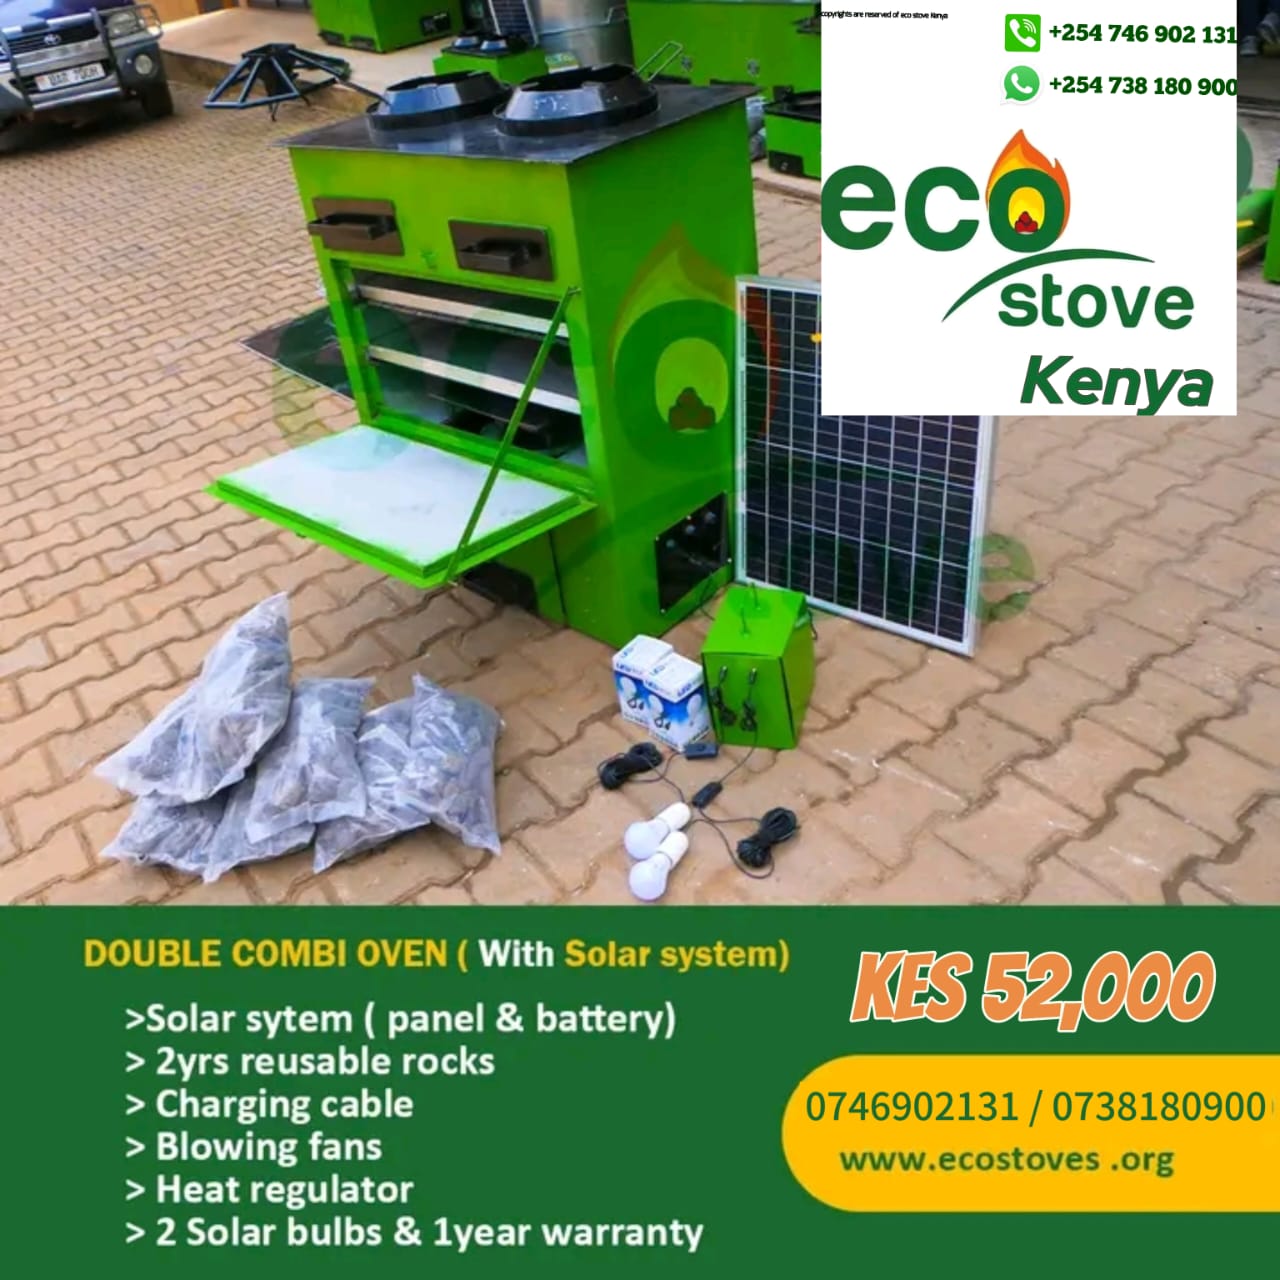 copyrights are reserved of eco stove Kenya
+254 746 902 131
+254 738 180 900
eco
stove
Kenya
DOUBLE COMBI OVEN ( With Solar system)
>Solar sytem ( panel & battery)
> 2yrs reusable rocks
> Charging cable
> Blowing fans
> Heat regulator
> 2 Solar bulbs & 1year warranty
KES 52,000
0746902131 / 0738180900
www.ecostoves .org